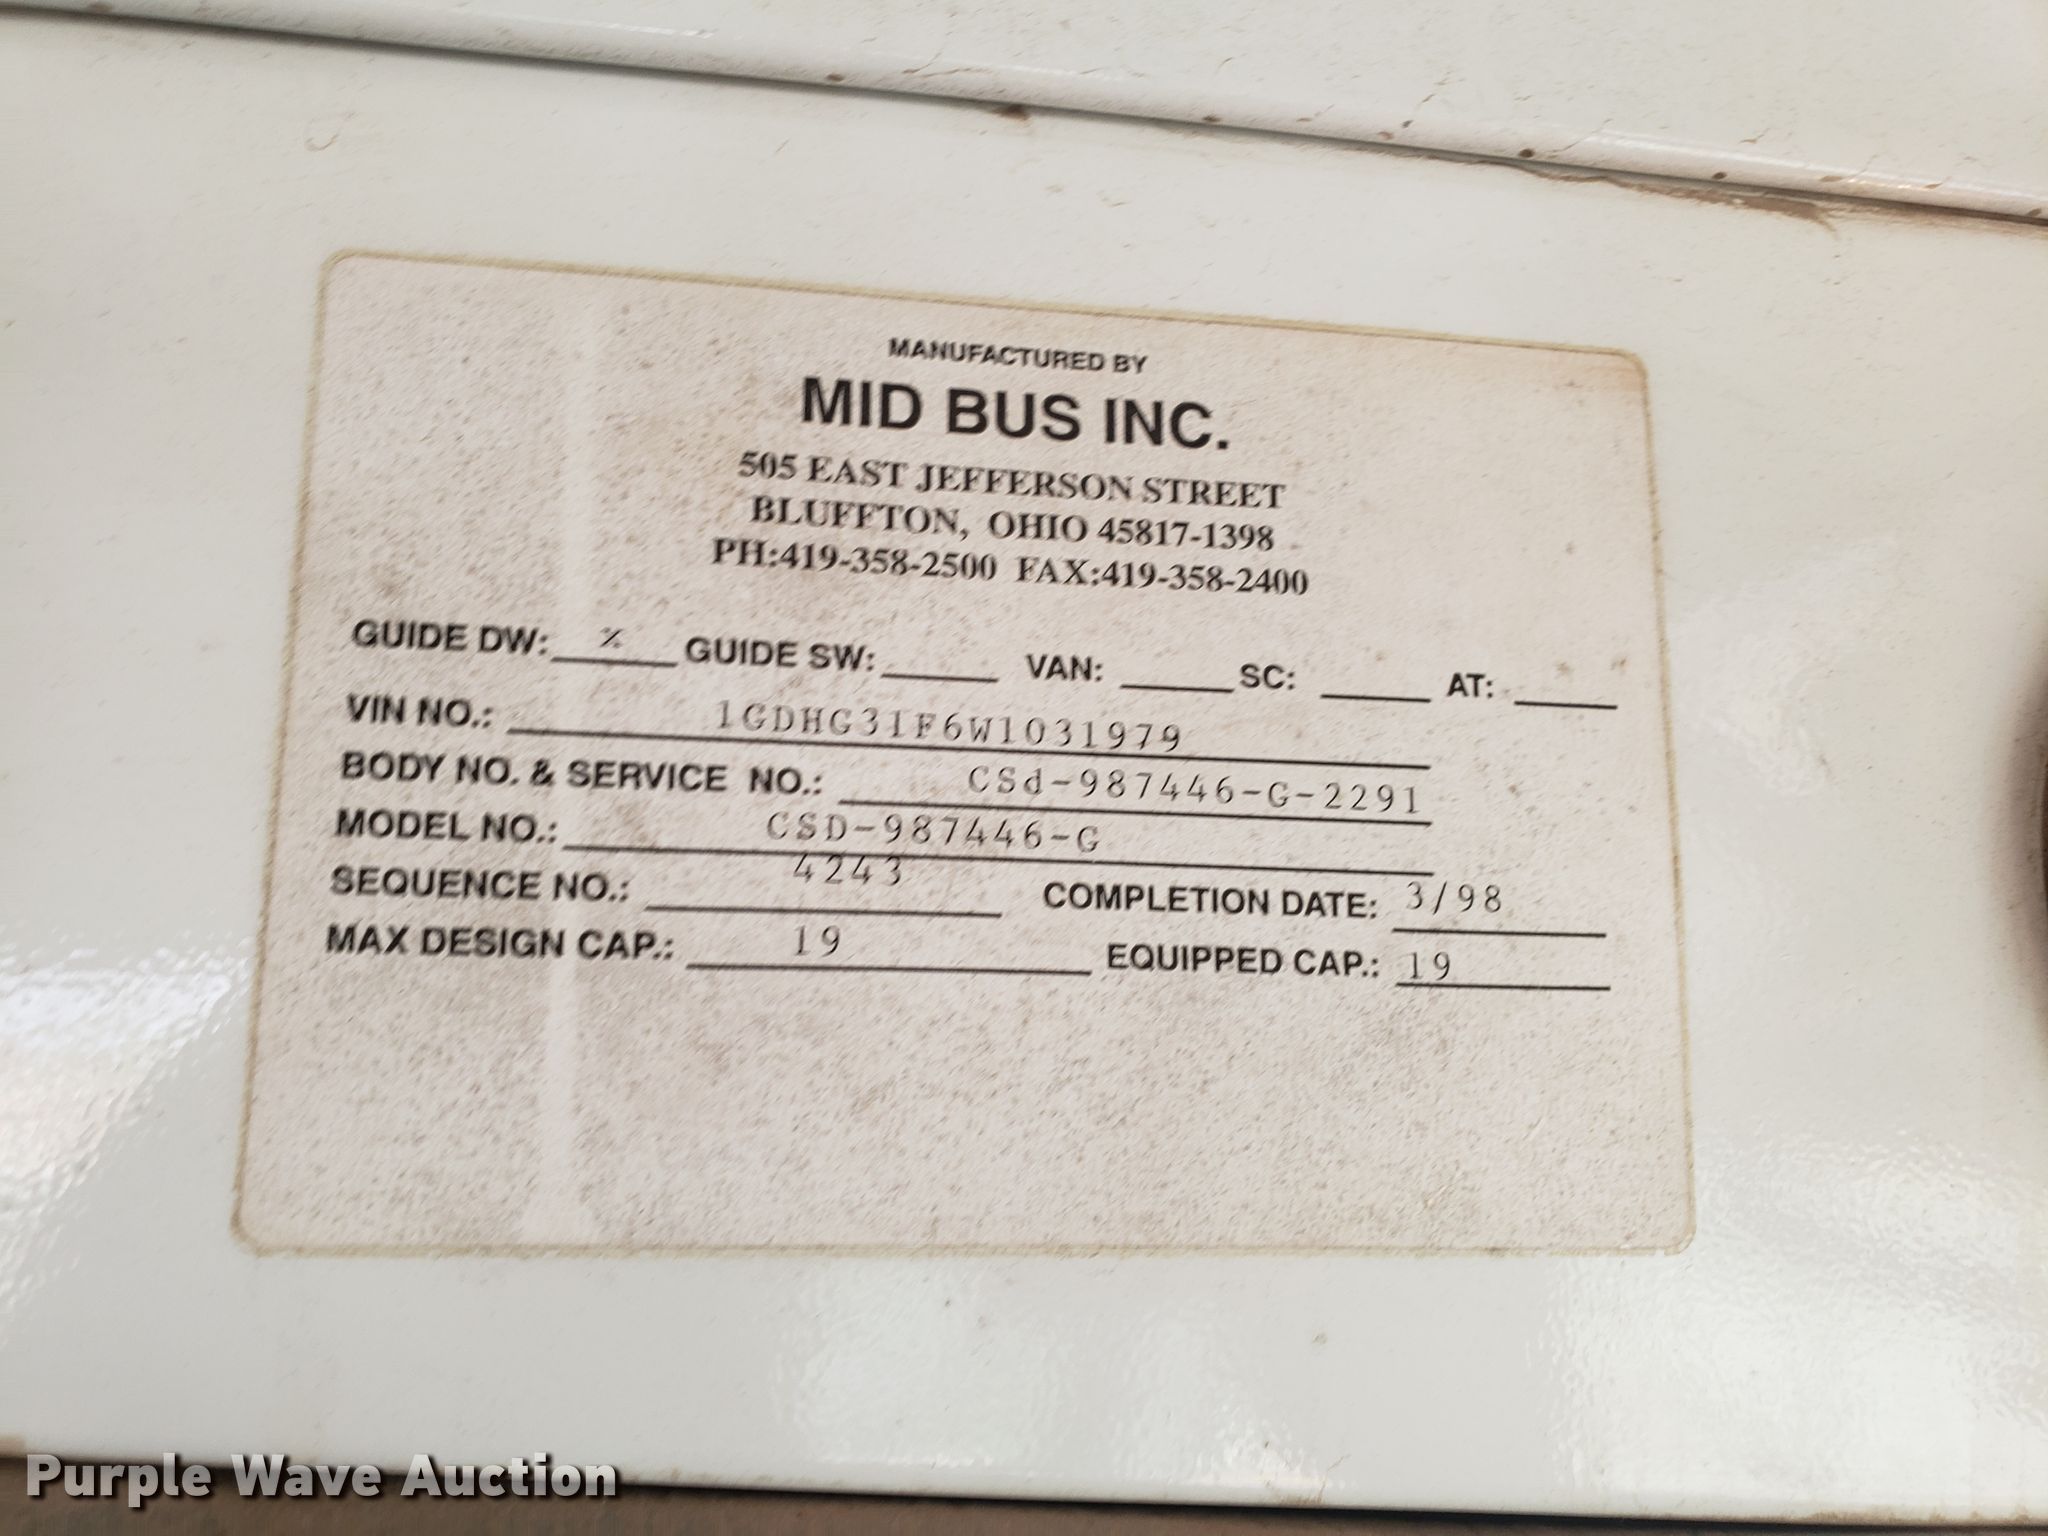 MANUFACTURED BY
MID BUS INC.
505 EAST JEFFERSON STREET
BLUFFTON, OHIO 45817-1398
PH:419-358-2500 FAX:419-358-2400
GUIDE DW: x GUIDE SW: VAN: SC: AT:
VIN NO.: 1GDHG31F6W1031979
BODY NO. & SERVICE NO.: CSd-987446-G-2291
MODEL NO.: CSD-987446-G
SEQUENCE NO.: 4243 COMPLETION DATE: 3/98
MAX DESIGN CAP.: 19 EQUIPPED CAP.: 19
Purple Wave Auction